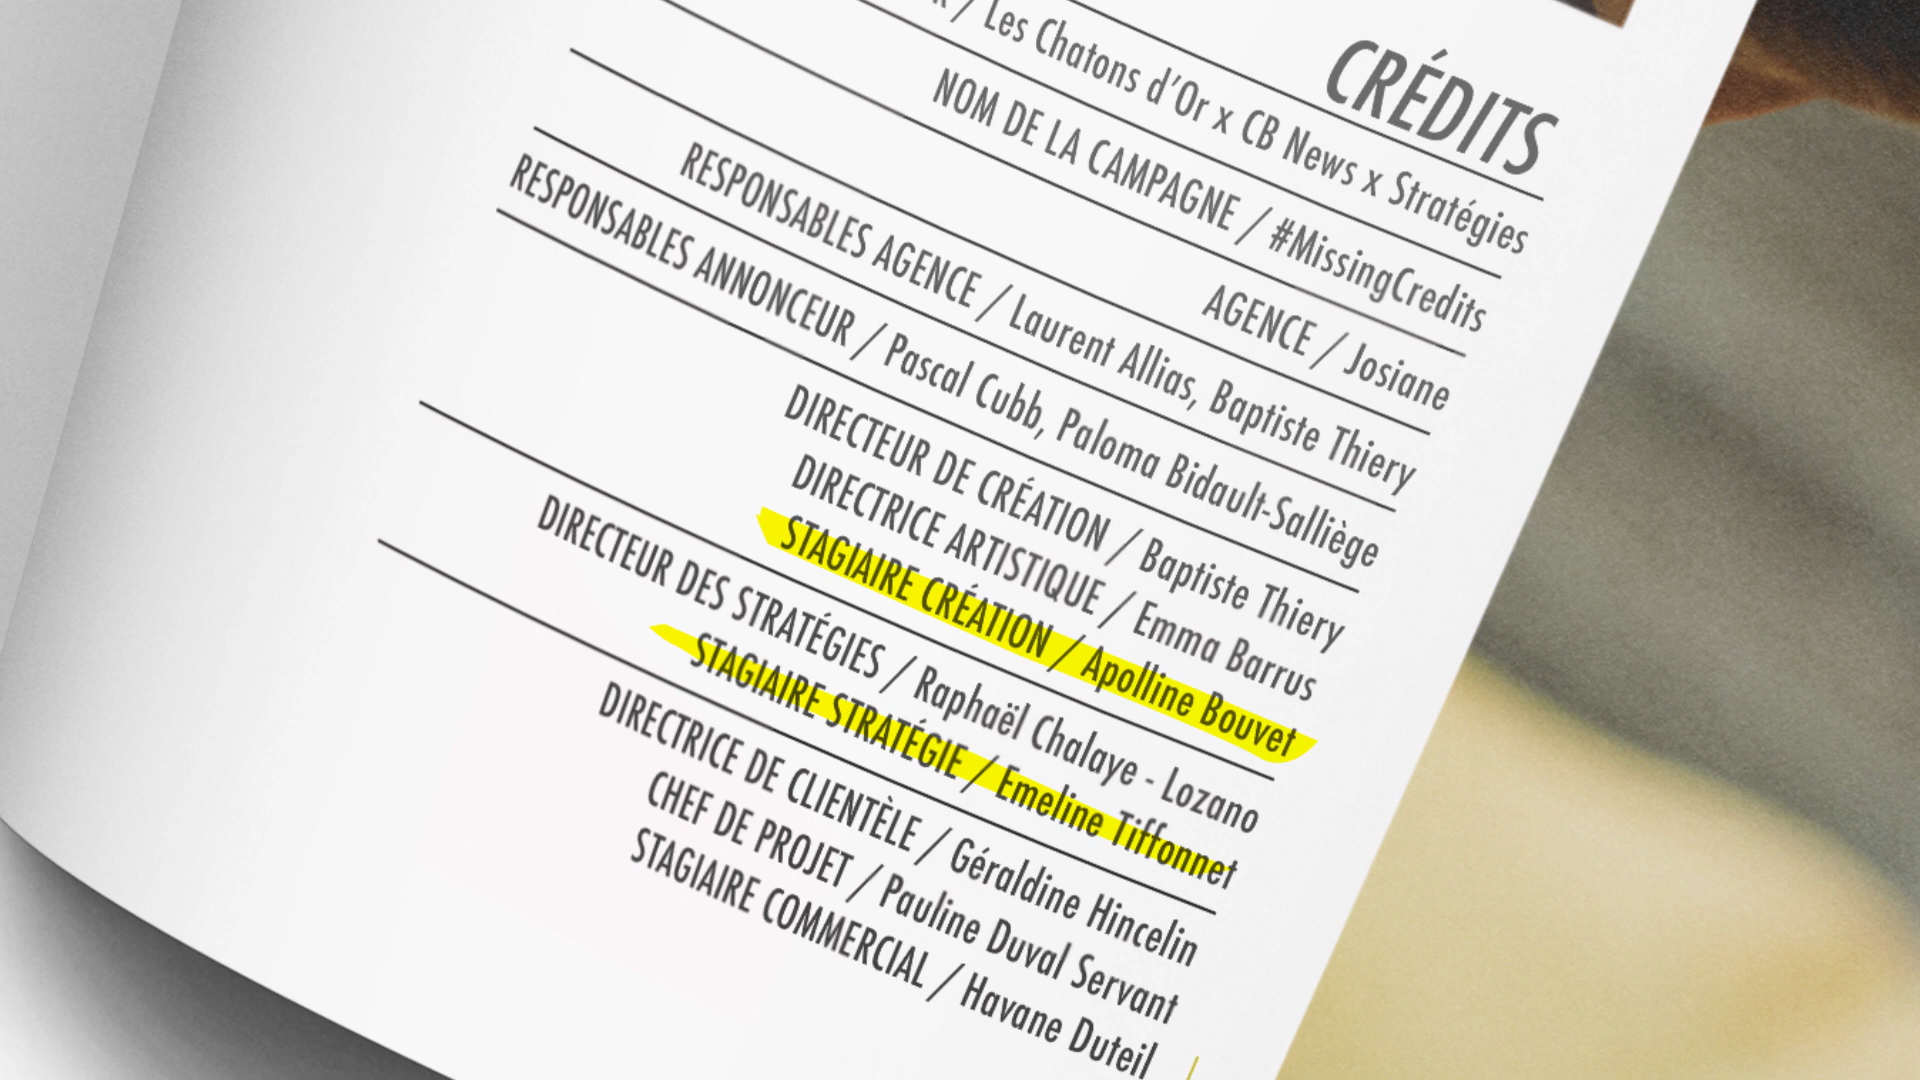 CRÉDITS
/ Les Chatons d'Or x CB News x Stratégies
NOM DE LA CAMPAGNE / #MissingCredits
AGENCE / Josiane
RESPONSABLES AGENCE / Laurent Allias, Baptiste Thiery
RESPONSABLES ANNONCEUR / Pascal Cubb, Paloma Bidault-Salliège
DIRECTEUR DE CRÉATION / Baptiste Thiery
DIRECTRICE ARTISTIQUE / Emma Barrus
STAGIAIRE CRÉATION / Apolline Bouvet
DIRECTEUR DES STRATÉGIES / Raphaël Chalaye - Lozano
STAGIAIRE STRATÉGIE / Emeline Tiffonnet
DIRECTRICE DE CLIENTÈLE / Géraldine Hincelin
CHEF DE PROJET / Pauline Duval Servant
STAGIAIRE COMMERCIAL / Havane Duteil